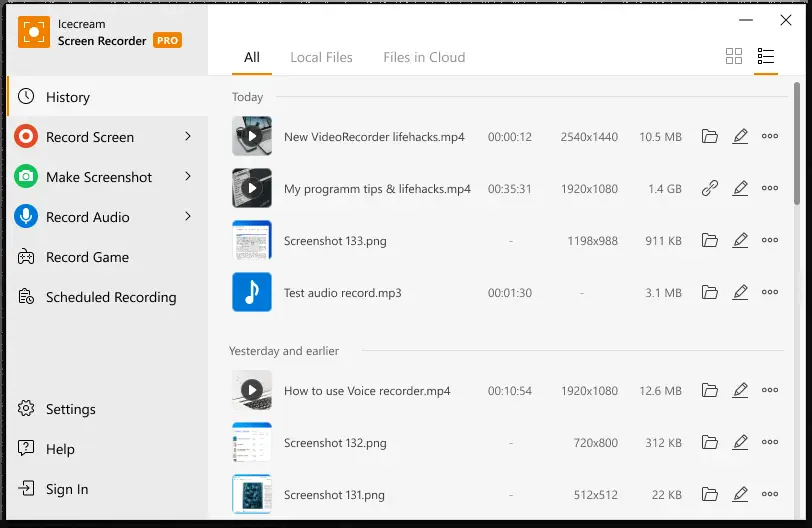 Icecream
Screen Recorder PRO
All Local Files Files in Cloud
History
Record Screen
Make Screenshot
Record Audio
Record Game
Scheduled Recording
Settings
Help
Sign In
Today
New VideoRecorder lifehacks.mp4 00:00:12 2540x1440 10.5 MB
My programm tips & lifehacks.mp4 00:35:31 1920x1080 1.4 GB
Screenshot 133.png - 1198x988 911 KB
Test audio record.mp3 00:01:30 - 3.1 MB
Yesterday and earlier
How to use Voice recorder.mp4 00:10:54 1920x1080 12.6 MB
Screenshot 132.png - 720x800 312 KB
Screenshot 131.png - 512x512 22 KB